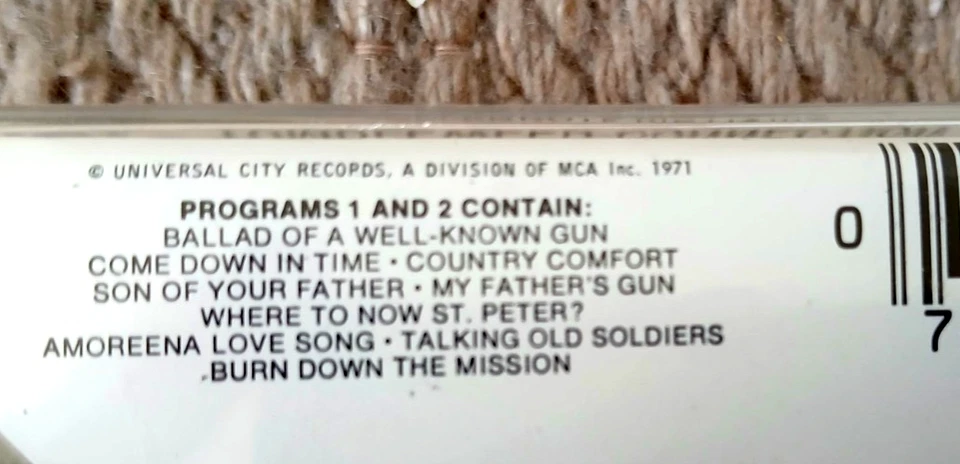 © UNIVERSAL CITY RECORDS, A DIVISION OF MCA Inc. 1971
PROGRAMS 1 AND 2 CONTAIN:
BALLAD OF A WELL-KNOWN GUN
COME DOWN IN TIME • COUNTRY COMFORT
SON OF YOUR FATHER • MY FATHER'S GUN
WHERE TO NOW ST. PETER?
AMOREENA LOVE SONG • TALKING OLD SOLDIERS
BURN DOWN THE MISSION
0
7